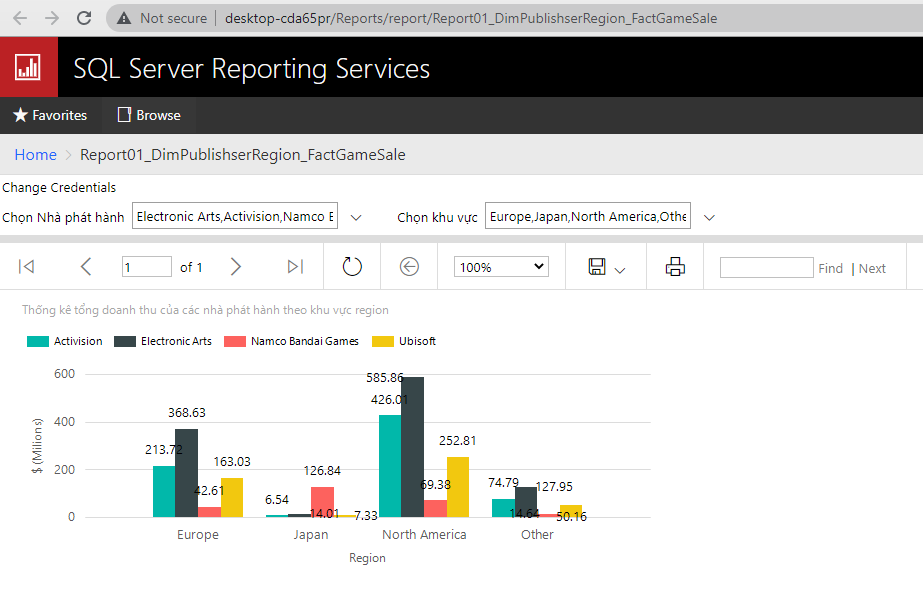 Not secure | desktop-cda65pr/Reports/report/Report01_DimPublishserRegion_FactGameSale
SQL Server Reporting Services
Favorites Browse
Home > Report01_DimPublishserRegion_FactGameSale
Change Credentials
Chọn Nhà phát hành Electronic Arts,Activision,Namco B Chọn khu vực Europe,Japan,North America,Othe
1 of 1 100% Find | Next
Thống kê tổng doanh thu của các nhà phát hành theo khu vực region
Activision Electronic Arts Namco Bandai Games Ubisoft
600
400
200
0
$ (Milions)
213.72 368.63 42.61 163.03
6.54 14.01 126.84 7.33
426.01 585.86 69.38 252.81
74.79 127.95 14.64 50.16
Europe Japan North America Other
Region